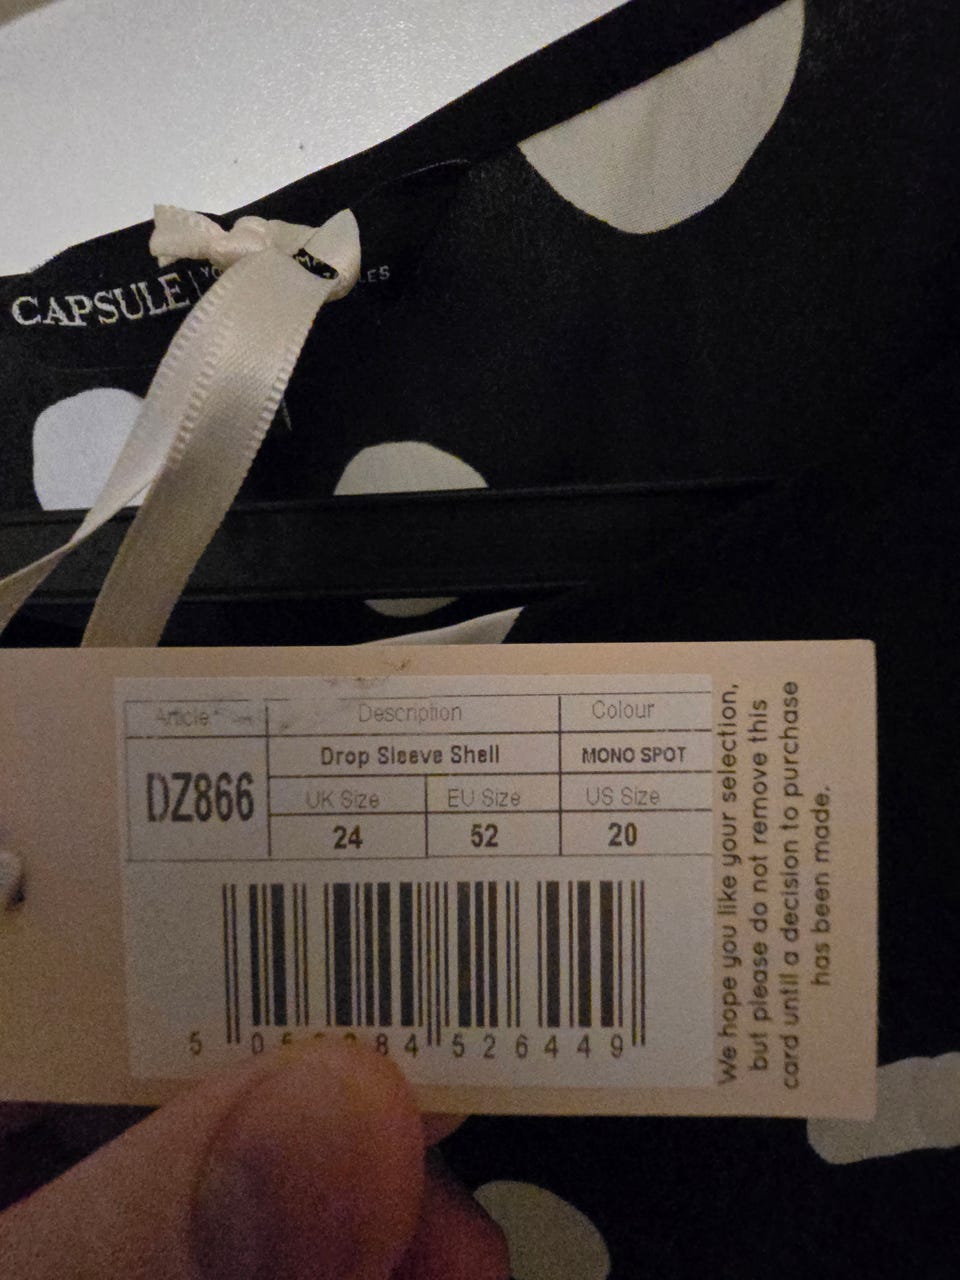 CAPSULE
Article
Description
Colour
DZ866
Drop Sleeve Shell
MONO SPOT
UK Size
EU Size
US Size
24
52
20
526449
We hope you like your selection,
but please do not remove this
card until a decision to purchase
has been made.